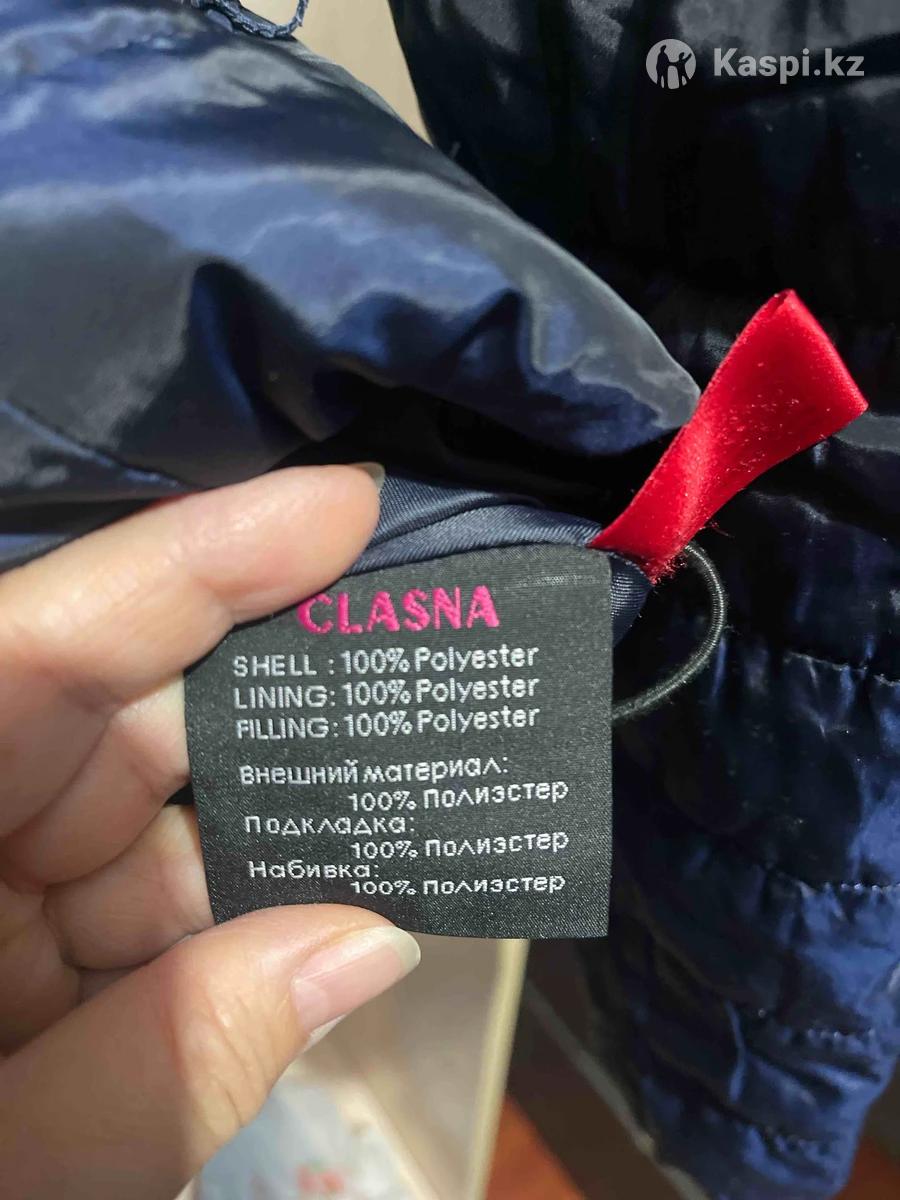 Kaspi.kz
CLASNA
SHELL : 100% Polyester
LINING: 100% Polyester
FILLING: 100% Polyester
Внешний материал:
100% Полиэстер
Подкладка:
100% Полиэстер
Набивка:
100% Полиэстер